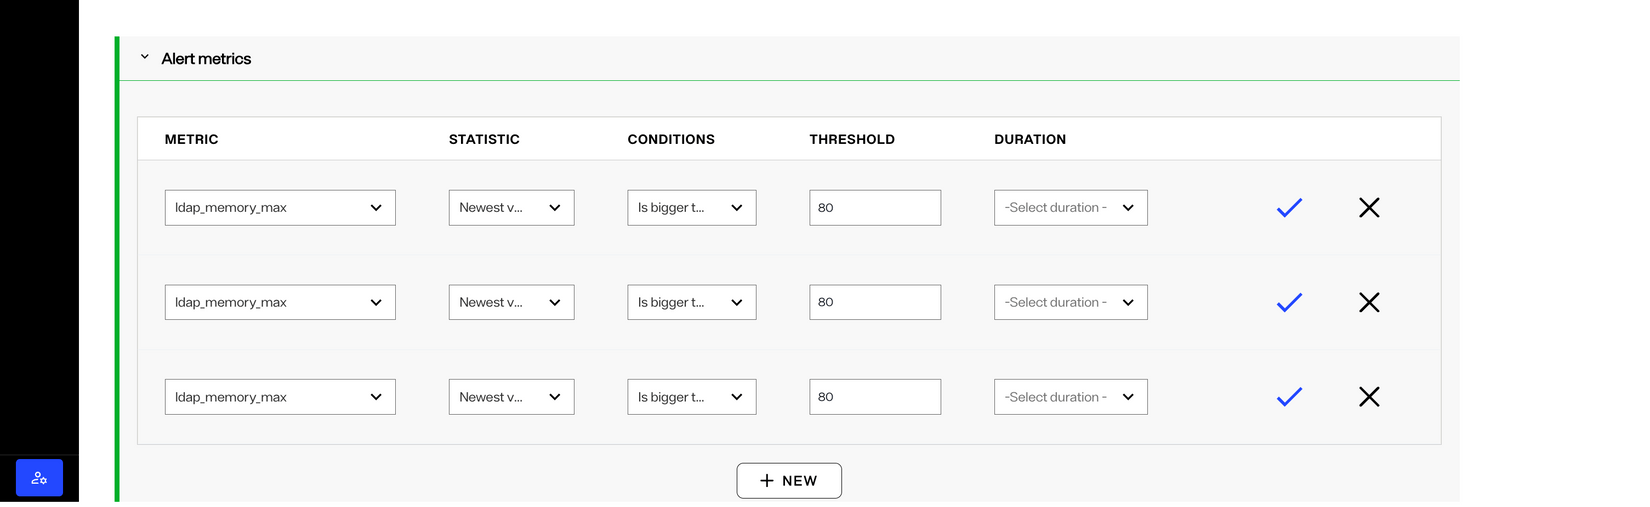 Alert metrics
METRIC STATISTIC CONDITIONS THRESHOLD DURATION
ldap_memory_max Newest v... Is bigger t... 80 -Select duration -
ldap_memory_max Newest v... Is bigger t... 80 -Select duration -
ldap_memory_max Newest v... Is bigger t... 80 -Select duration -
+ NEW